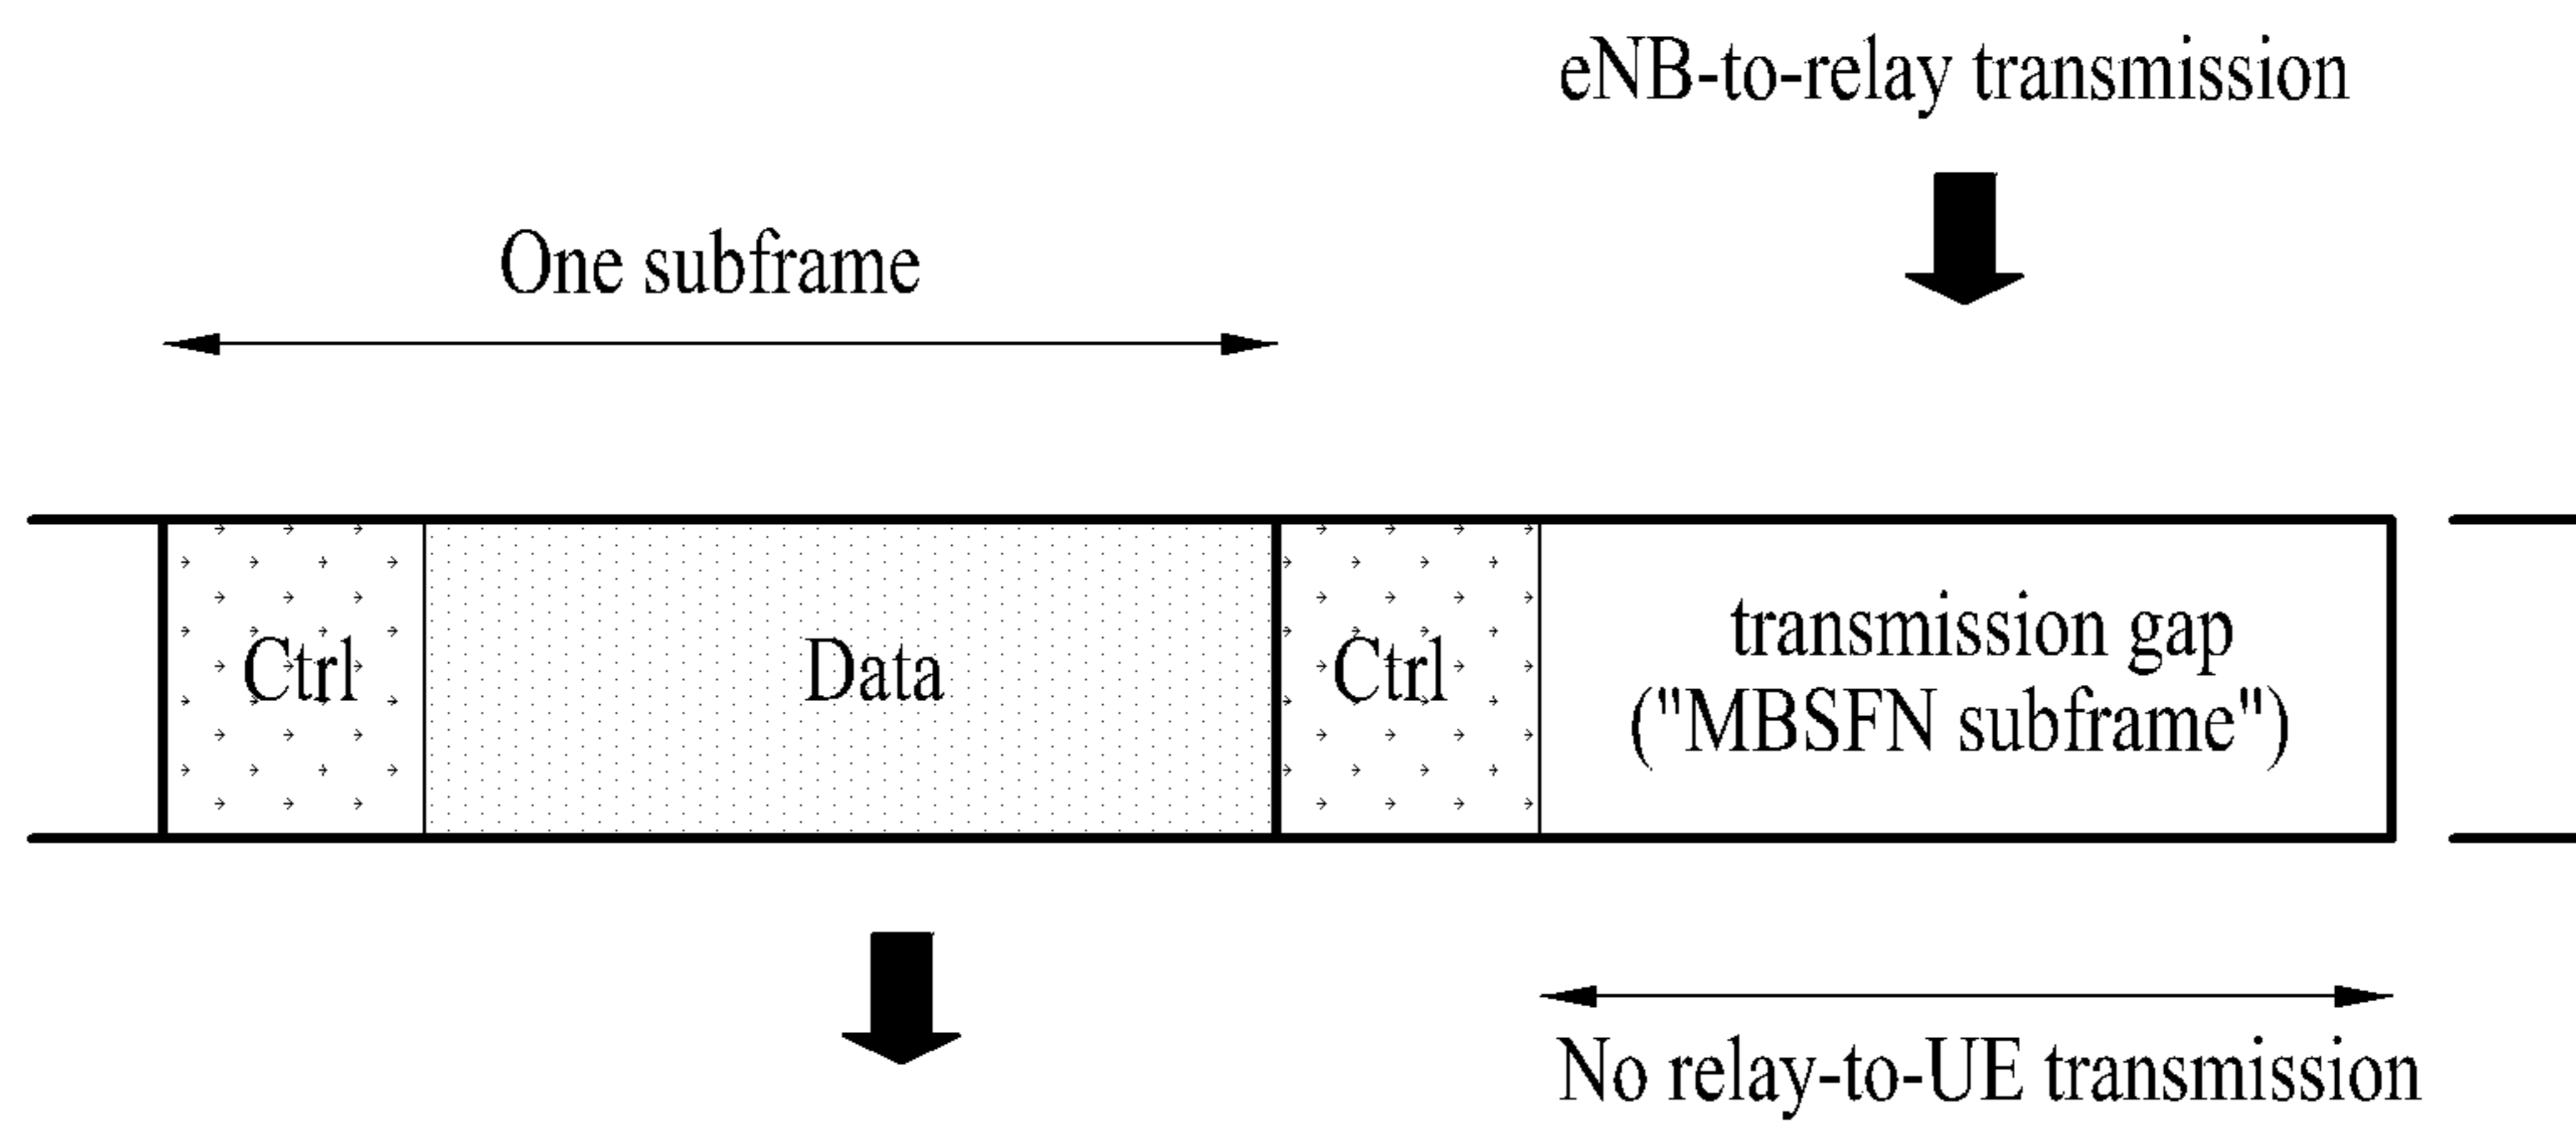 eNB-to-relay transmission
One subframe
Ctrl
Data
Ctrl
transmission gap
("MBSFN subframe")
No relay-to-UE transmission